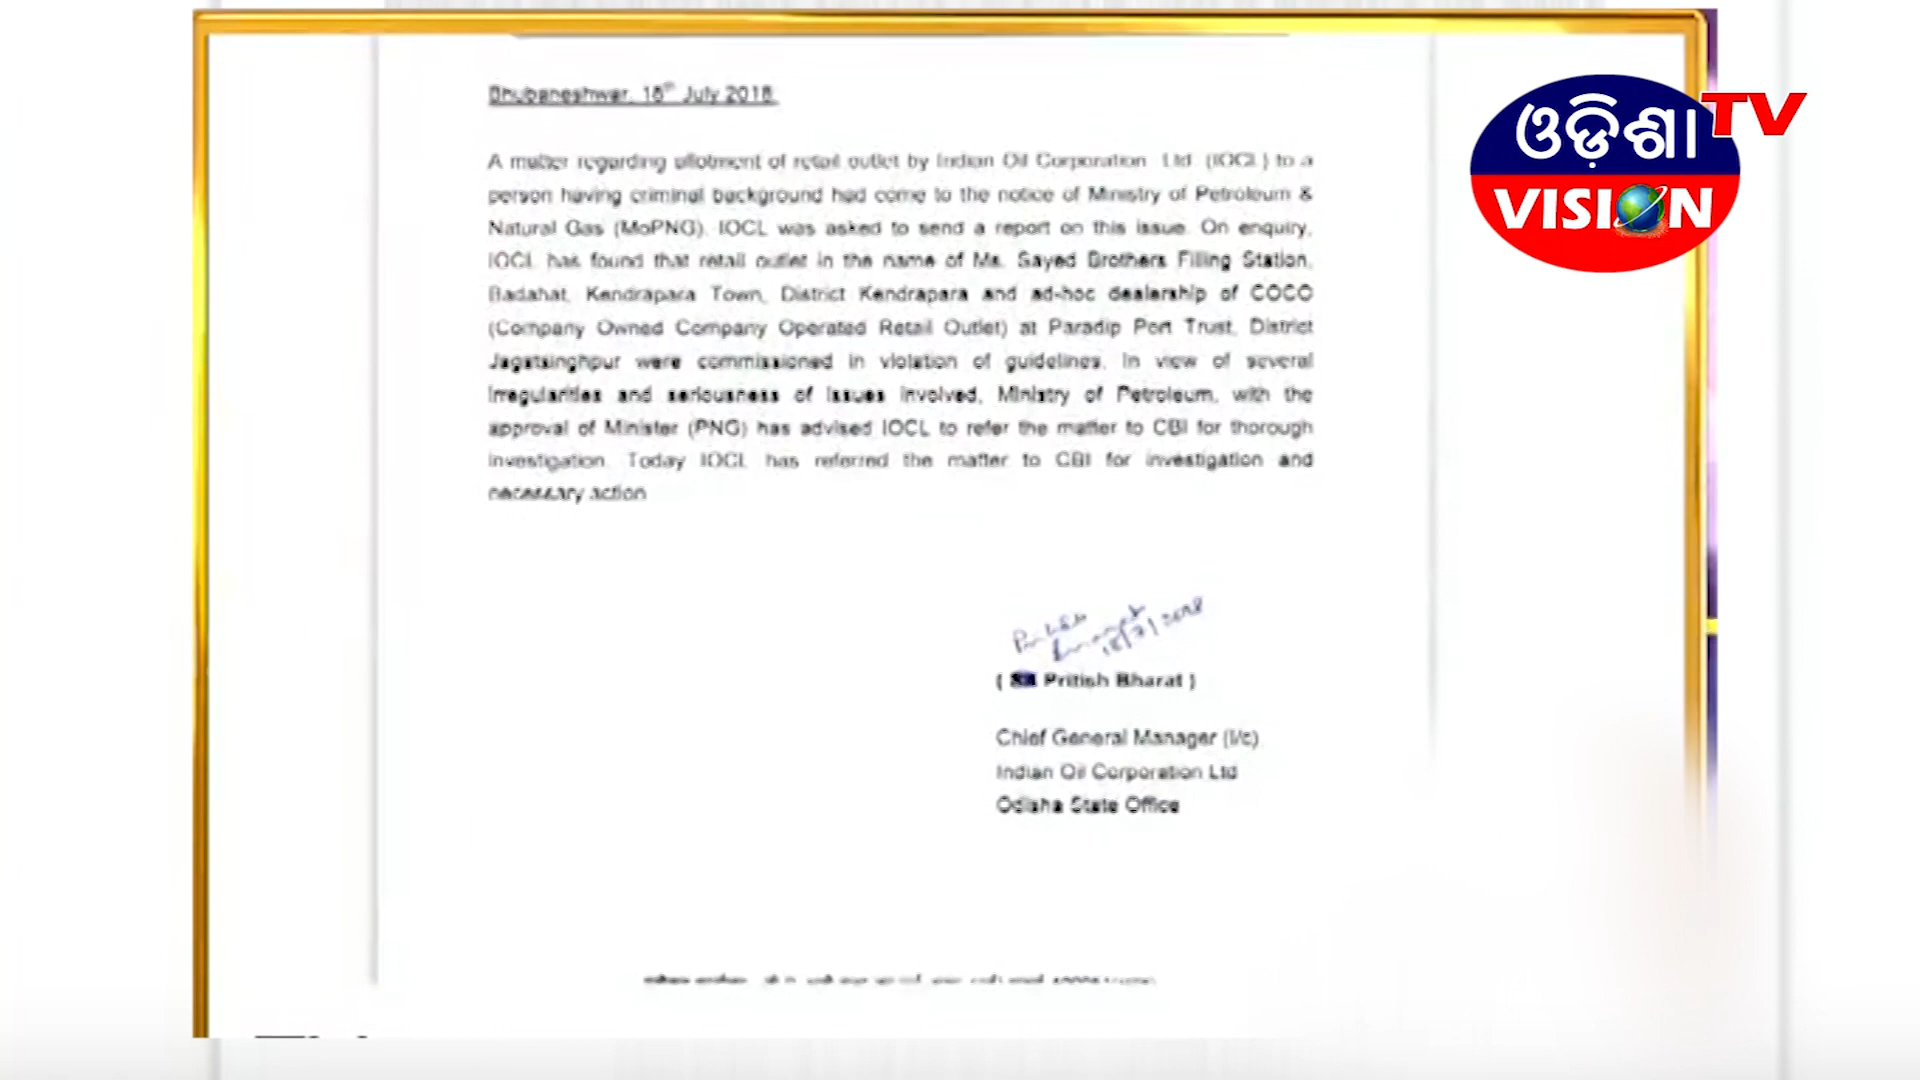 Bhubaneshwar, 18th July 2018
A matter regarding allotment of retail outlet by Indian Oil Corporation Ltd. (IOCL) to a
person having criminal background had come to the notice of Ministry of Petroleum &
Natural Gas (MoPNG). IOCL was asked to send a report on this issue. On enquiry,
IOCL has found that retail outlet in the name of Ms. Sayed Brothers Filling Station,
Badahat, Kendrapara Town, District Kendrapara and ad-hoc dealership of COCO
(Company Owned Company Operated Retail Outlet) at Paradip Port Trust, District
Jagatsinghpur were commissioned in violation of guidelines. In view of several
irregularities and seriousness of issues involved, Ministry of Petroleum, with the
approval of Minister (PNG) has advised IOCL to refer the matter to CBI for thorough
investigation. Today IOCL has referred the matter to CBI for investigation and
necessary action
18/7/2018
( Pritish Bharat )
Chief General Manager (I/c)
Indian Oil Corporation Ltd
Odisha State Office
ଓଡ଼ିଶା TV
VISION